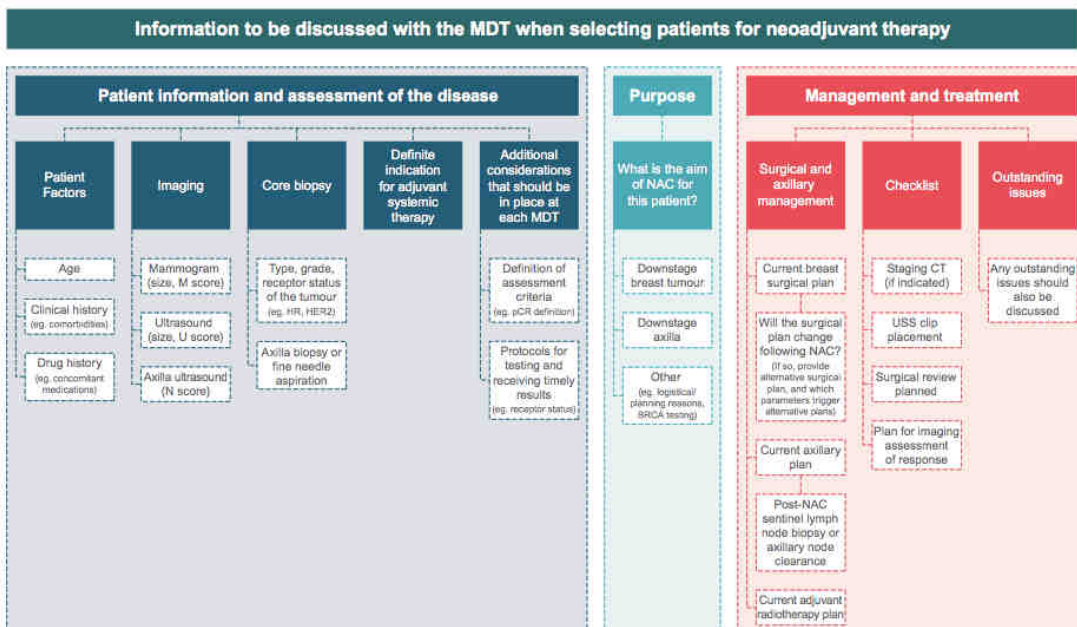 Information to be discussed with the MDT when selecting patients for neoadjuvant therapy
Patient information and assessment of the disease
Patient
Factors
Imaging
Core biopsy
Definite
indication
for adjuvant
systemic
therapy
Additional
considerations
that should be
in place at
each MDT
Age
Clinical history
(eg. comorbidities)
Drug history
(eg. concomitant
medications)
Mammogram
(size, M score)
Ultrasound
(size, U score)
Axilla ultrasound
(N score)
Type, grade,
receptor status
of the tumour
(eg. HR, HER2)
Axilla biopsy or
fine needle
aspiration
Definition of
assessment
criteria
(eg. pCR definition)
Protocols for
testing and
receiving timely
results
(eg. receptor status)
Purpose
What is the aim
of NAC for
this patient?
Downstage
breast tumour
Downstage
axilla
Other
(eg. logistical/
planning reasons,
BRCA testing)
Management and treatment
Surgical and
axillary
management
Checklist
Outstanding
issues
Current breast
surgical plan
Will the surgical
plan change
following NAC?
(If so, provide
alternative surgical
plan, and which
parameters trigger
alternative plans)
Current axillary
plan
Post-NAC
sentinel lymph
node biopsy or
axillary node
clearance
Current adjuvant
radiotherapy plan
Staging CT
(if indicated)
USS clip
placement
Surgical review
planned
Plan for imaging
assessment
of response
Any outstanding
issues should
also be
discussed